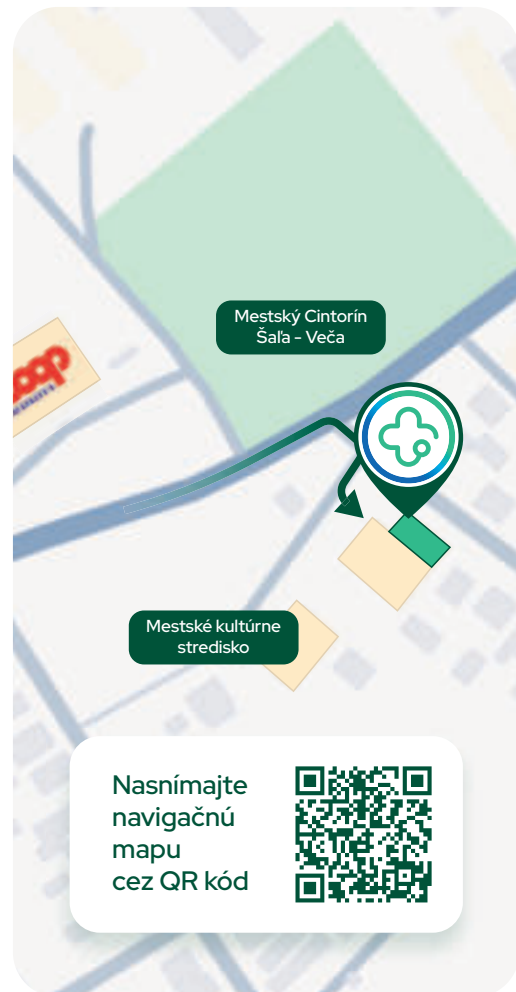 Mestský Cintorín
Šaľa - Veča
Mestské kultúrne
stredisko
Nasnímajte
navigačnú
mapu
cez QR kód